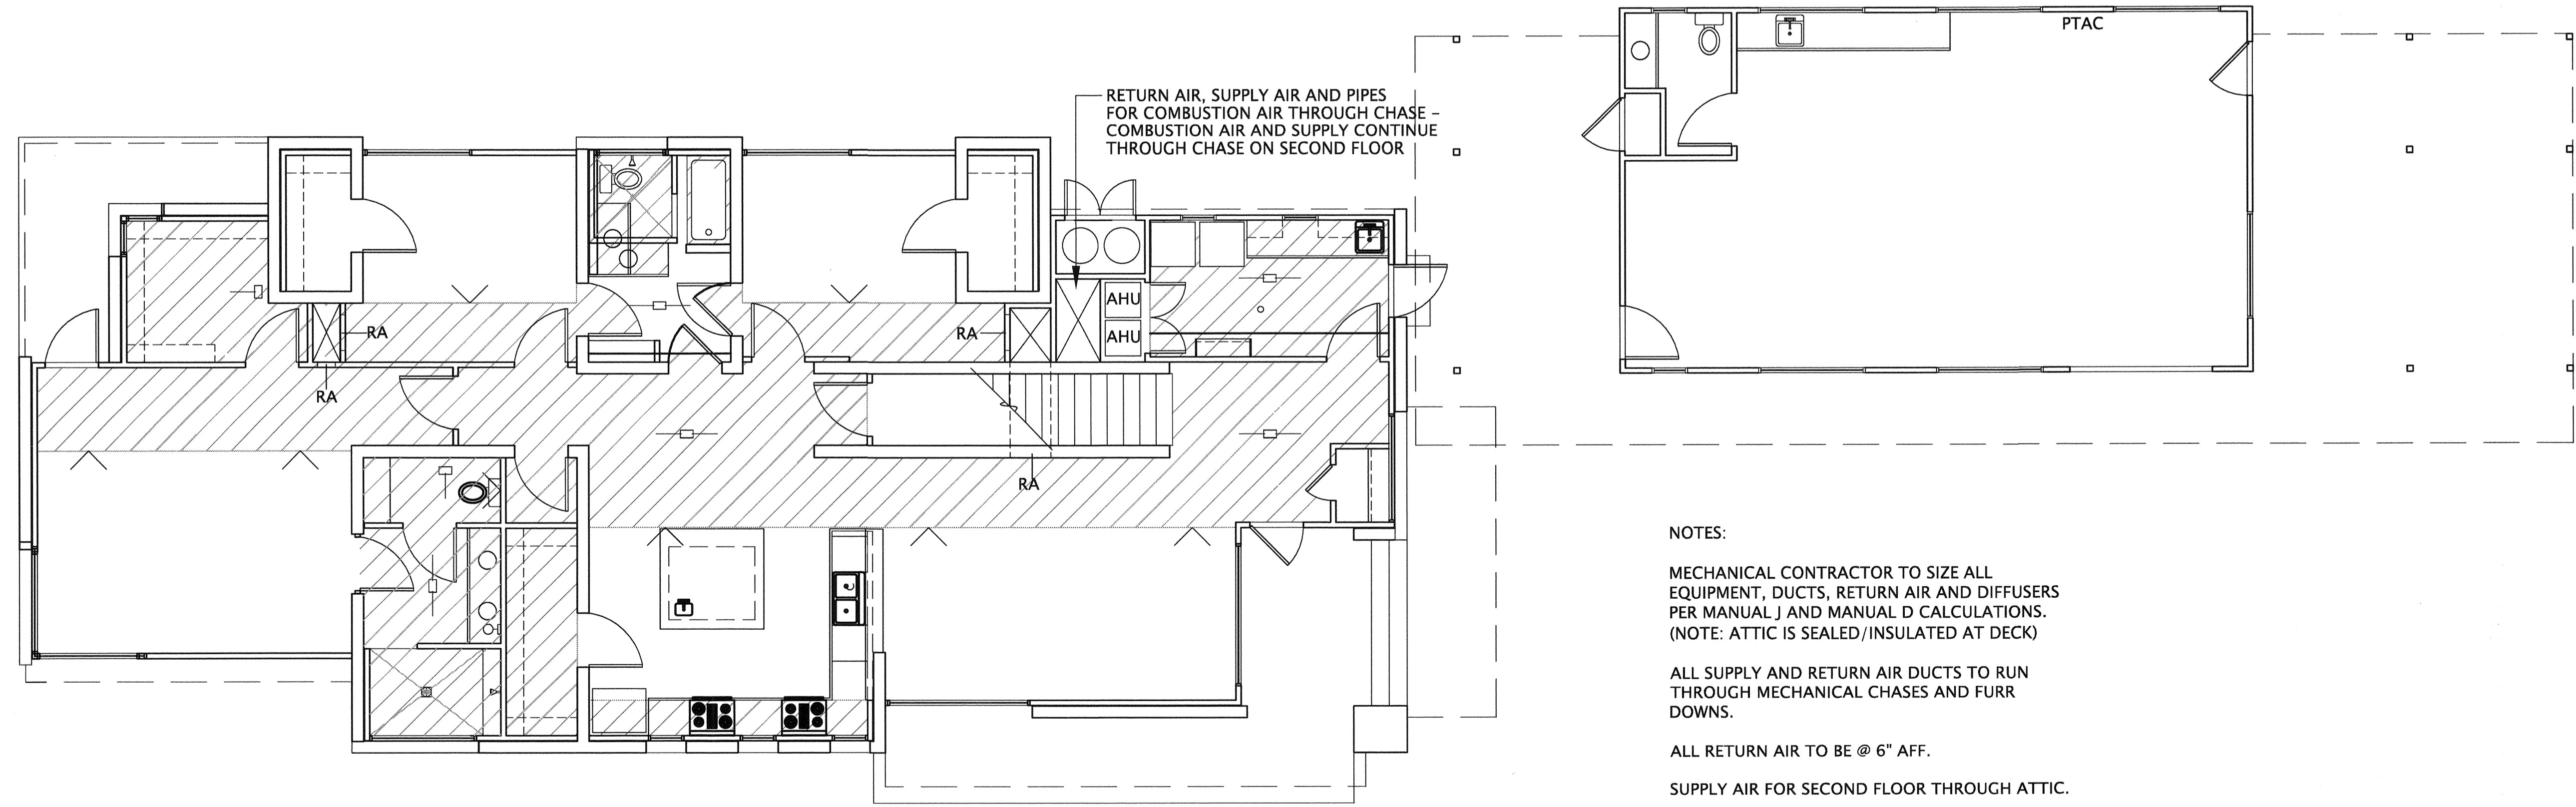 PTAC
RETURN AIR, SUPPLY AIR AND PIPES
FOR COMBUSTION AIR THROUGH CHASE –
COMBUSTION AIR AND SUPPLY CONTINUE
THROUGH CHASE ON SECOND FLOOR
AHU
AHU
RA
RA
RA
RA
NOTES:
MECHANICAL CONTRACTOR TO SIZE ALL
EQUIPMENT, DUCTS, RETURN AIR AND DIFFUSERS
PER MANUAL J AND MANUAL D CALCULATIONS.
(NOTE: ATTIC IS SEALED/INSULATED AT DECK)
ALL SUPPLY AND RETURN AIR DUCTS TO RUN
THROUGH MECHANICAL CHASES AND FURR
DOWNS.
ALL RETURN AIR TO BE @ 6" AFF.
SUPPLY AIR FOR SECOND FLOOR THROUGH ATTIC.